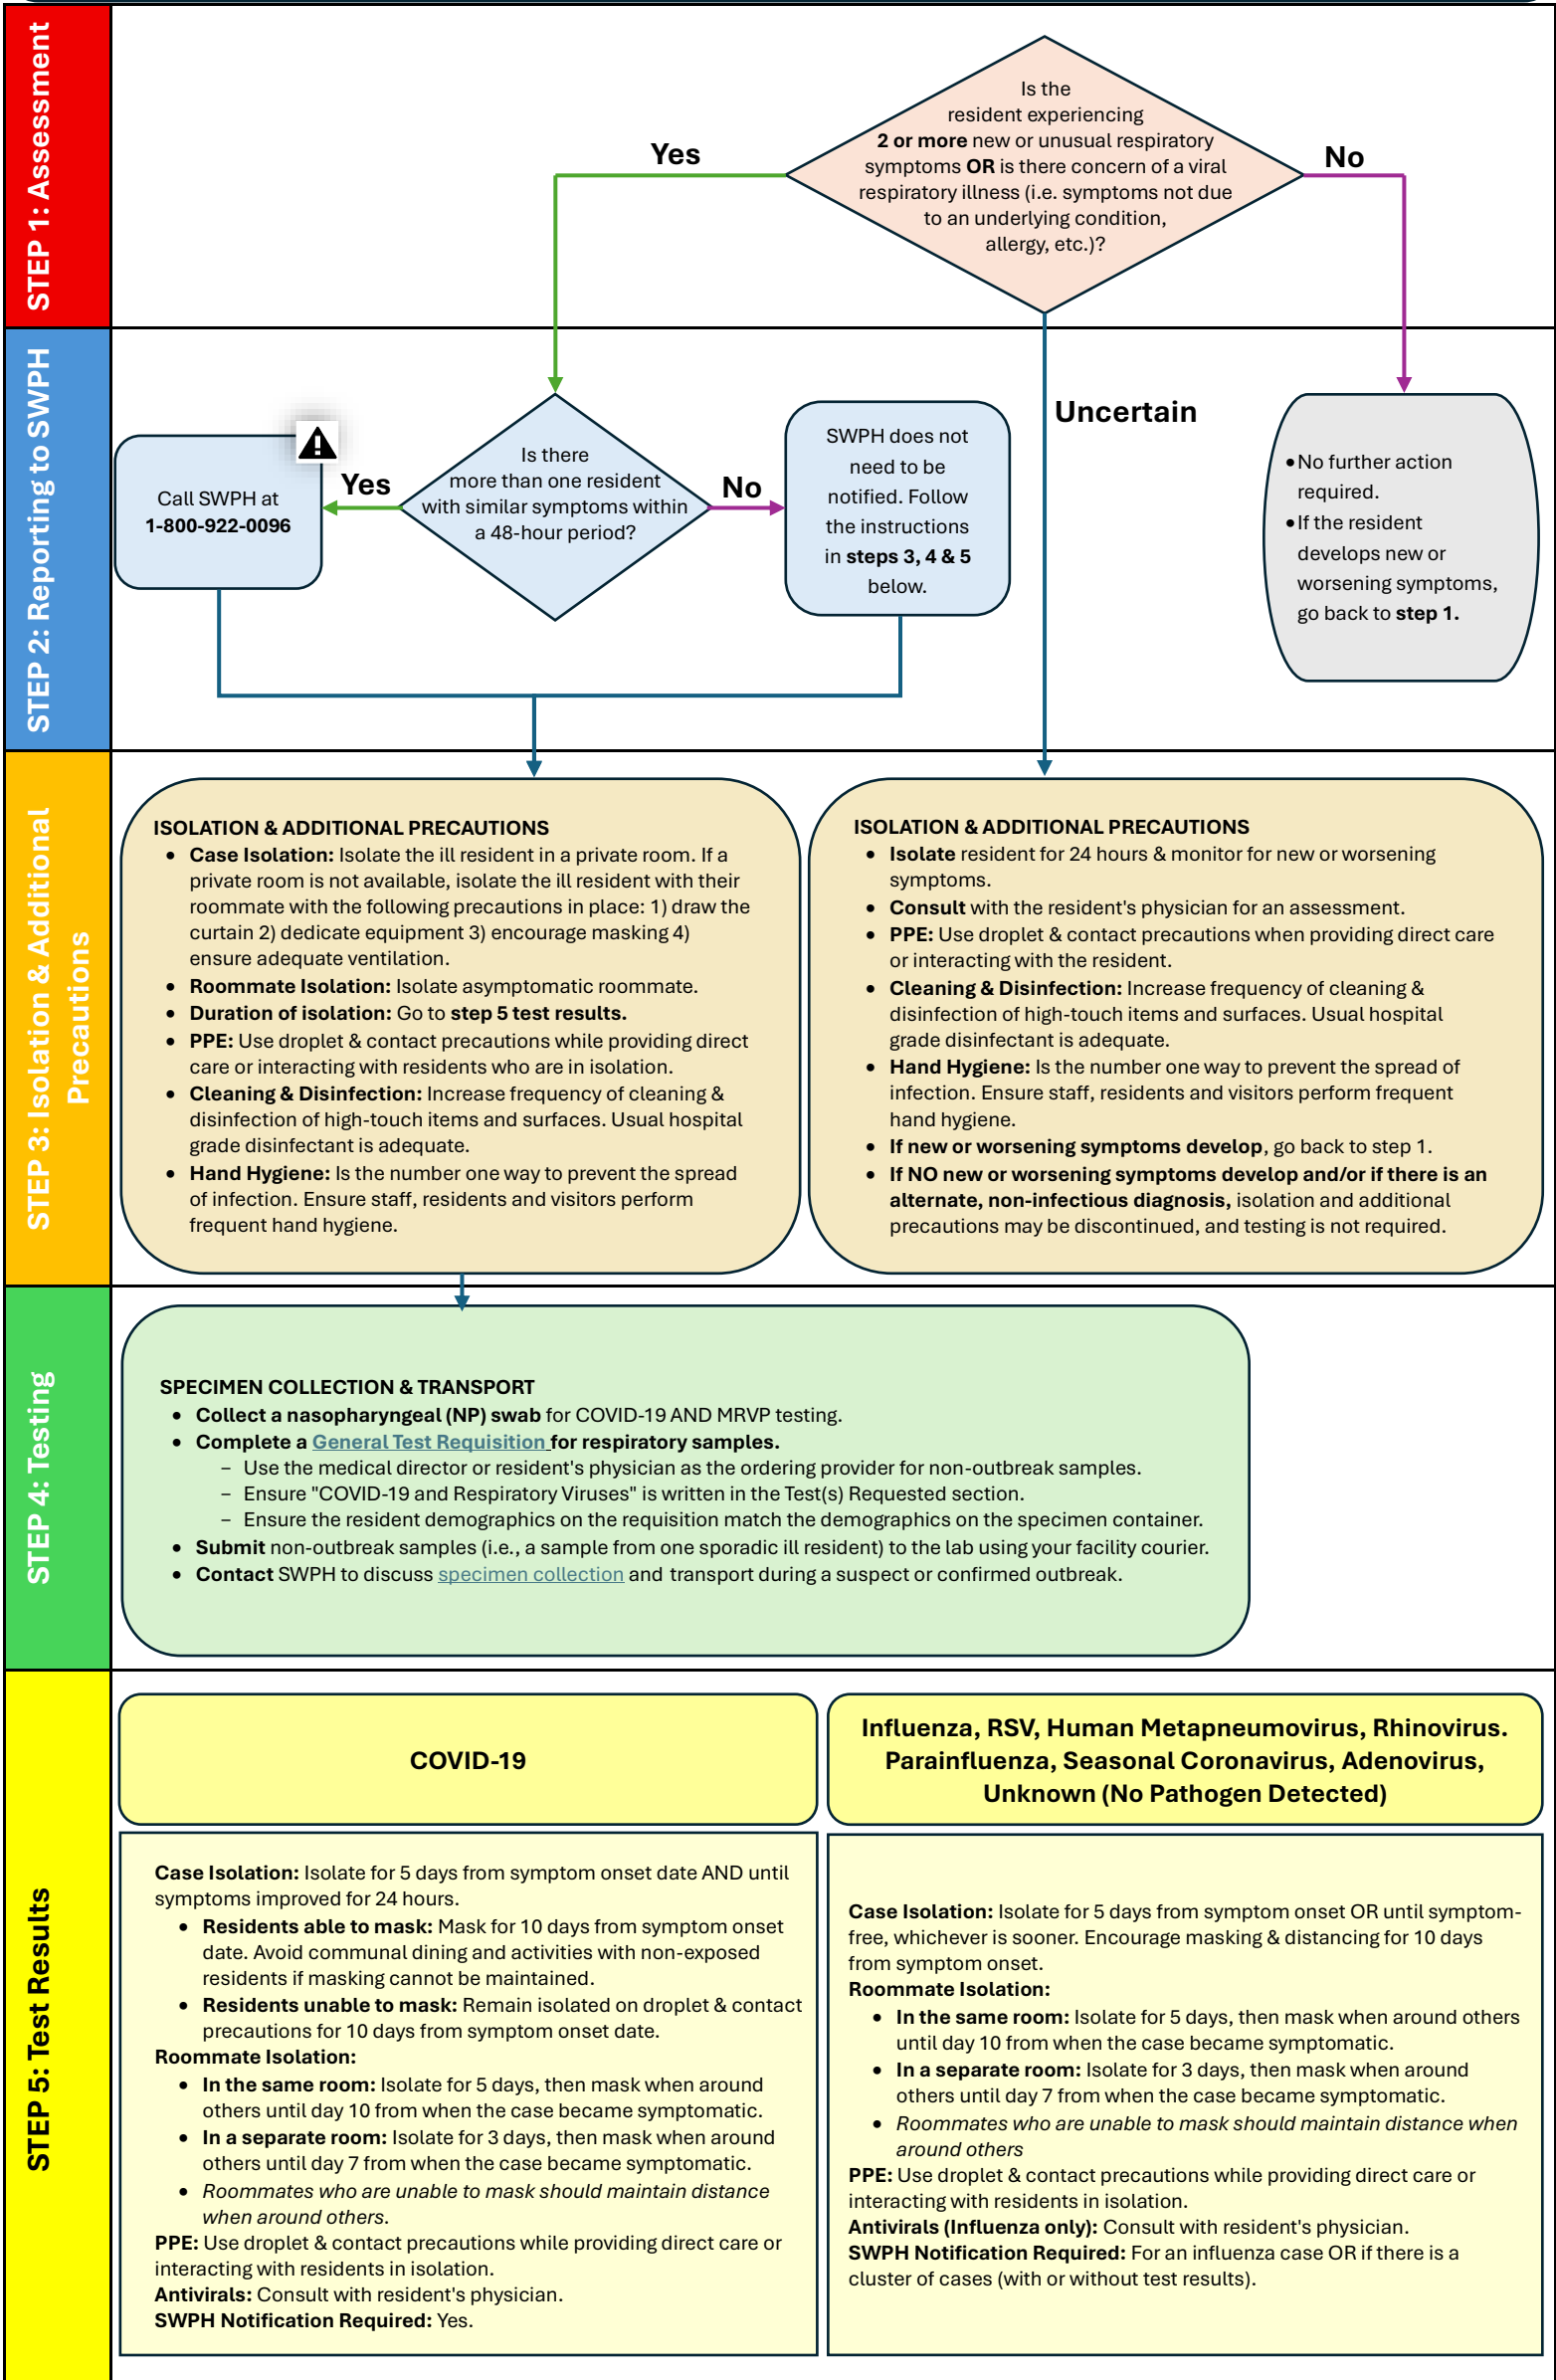 STEP 1: Assessment
Is the
resident experiencing
2 or more new or unusual respiratory
symptoms OR is there concern of a viral
respiratory illness (i.e. symptoms not due
to an underlying condition,
allergy, etc.)?
Yes
No
STEP 2: Reporting to SWPH
Call SWPH at
1-800-922-0096
Yes
Is there
more than one resident
with similar symptoms within
a 48-hour period?
No
SWPH does not
need to be
notified. Follow
the instructions
in steps 3, 4 & 5
below.
Uncertain
• No further action
required.
• If the resident
develops new or
worsening symptoms,
go back to step 1.
STEP 3: Isolation & Additional
Precautions
ISOLATION & ADDITIONAL PRECAUTIONS
• Case Isolation: Isolate the ill resident in a private room. If a
private room is not available, isolate the ill resident with their
roommate with the following precautions in place: 1) draw the
curtain 2) dedicate equipment 3) encourage masking 4)
ensure adequate ventilation.
• Roommate Isolation: Isolate asymptomatic roommate.
• Duration of isolation: Go to step 5 test results.
• PPE: Use droplet & contact precautions while providing direct
care or interacting with residents who are in isolation.
• Cleaning & Disinfection: Increase frequency of cleaning &
disinfection of high-touch items and surfaces. Usual hospital
grade disinfectant is adequate.
• Hand Hygiene: Is the number one way to prevent the spread
of infection. Ensure staff, residents and visitors perform
frequent hand hygiene.
ISOLATION & ADDITIONAL PRECAUTIONS
• Isolate resident for 24 hours & monitor for new or worsening
symptoms.
• Consult with the resident's physician for an assessment.
• PPE: Use droplet & contact precautions when providing direct care
or interacting with the resident.
• Cleaning & Disinfection: Increase frequency of cleaning &
disinfection of high-touch items and surfaces. Usual hospital
grade disinfectant is adequate.
• Hand Hygiene: Is the number one way to prevent the spread of
infection. Ensure staff, residents and visitors perform frequent
hand hygiene.
• If new or worsening symptoms develop, go back to step 1.
• If NO new or worsening symptoms develop and/or if there is an
alternate, non-infectious diagnosis, isolation and additional
precautions may be discontinued, and testing is not required.
STEP 4: Testing
SPECIMEN COLLECTION & TRANSPORT
• Collect a nasopharyngeal (NP) swab for COVID-19 AND MRVP testing.
• Complete a General Test Requisition for respiratory samples.
– Use the medical director or resident's physician as the ordering provider for non-outbreak samples.
– Ensure "COVID-19 and Respiratory Viruses" is written in the Test(s) Requested section.
– Ensure the resident demographics on the requisition match the demographics on the specimen container.
• Submit non-outbreak samples (i.e., a sample from one sporadic ill resident) to the lab using your facility courier.
• Contact SWPH to discuss specimen collection and transport during a suspect or confirmed outbreak.
STEP 5: Test Results
COVID-19
Case Isolation: Isolate for 5 days from symptom onset date AND until
symptoms improved for 24 hours.
• Residents able to mask: Mask for 10 days from symptom onset
date. Avoid communal dining and activities with non-exposed
residents if masking cannot be maintained.
• Residents unable to mask: Remain isolated on droplet & contact
precautions for 10 days from symptom onset date.
Roommate Isolation:
• In the same room: Isolate for 5 days, then mask when around
others until day 10 from when the case became symptomatic.
• In a separate room: Isolate for 3 days, then mask when around
others until day 7 from when the case became symptomatic.
• Roommates who are unable to mask should maintain distance
when around others.
PPE: Use droplet & contact precautions while providing direct care or
interacting with residents in isolation.
Antivirals: Consult with resident's physician.
SWPH Notification Required: Yes.
Influenza, RSV, Human Metapneumovirus, Rhinovirus.
Parainfluenza, Seasonal Coronavirus, Adenovirus,
Unknown (No Pathogen Detected)
Case Isolation: Isolate for 5 days from symptom onset OR until symptom-
free, whichever is sooner. Encourage masking & distancing for 10 days
from symptom onset.
Roommate Isolation:
• In the same room: Isolate for 5 days, then mask when around others
until day 10 from when the case became symptomatic.
• In a separate room: Isolate for 3 days, then mask when around
others until day 7 from when the case became symptomatic.
• Roommates who are unable to mask should maintain distance when
around others
PPE: Use droplet & contact precautions while providing direct care or
interacting with residents in isolation.
Antivirals (Influenza only): Consult with resident's physician.
SWPH Notification Required: For an influenza case OR if there is a
cluster of cases (with or without test results).